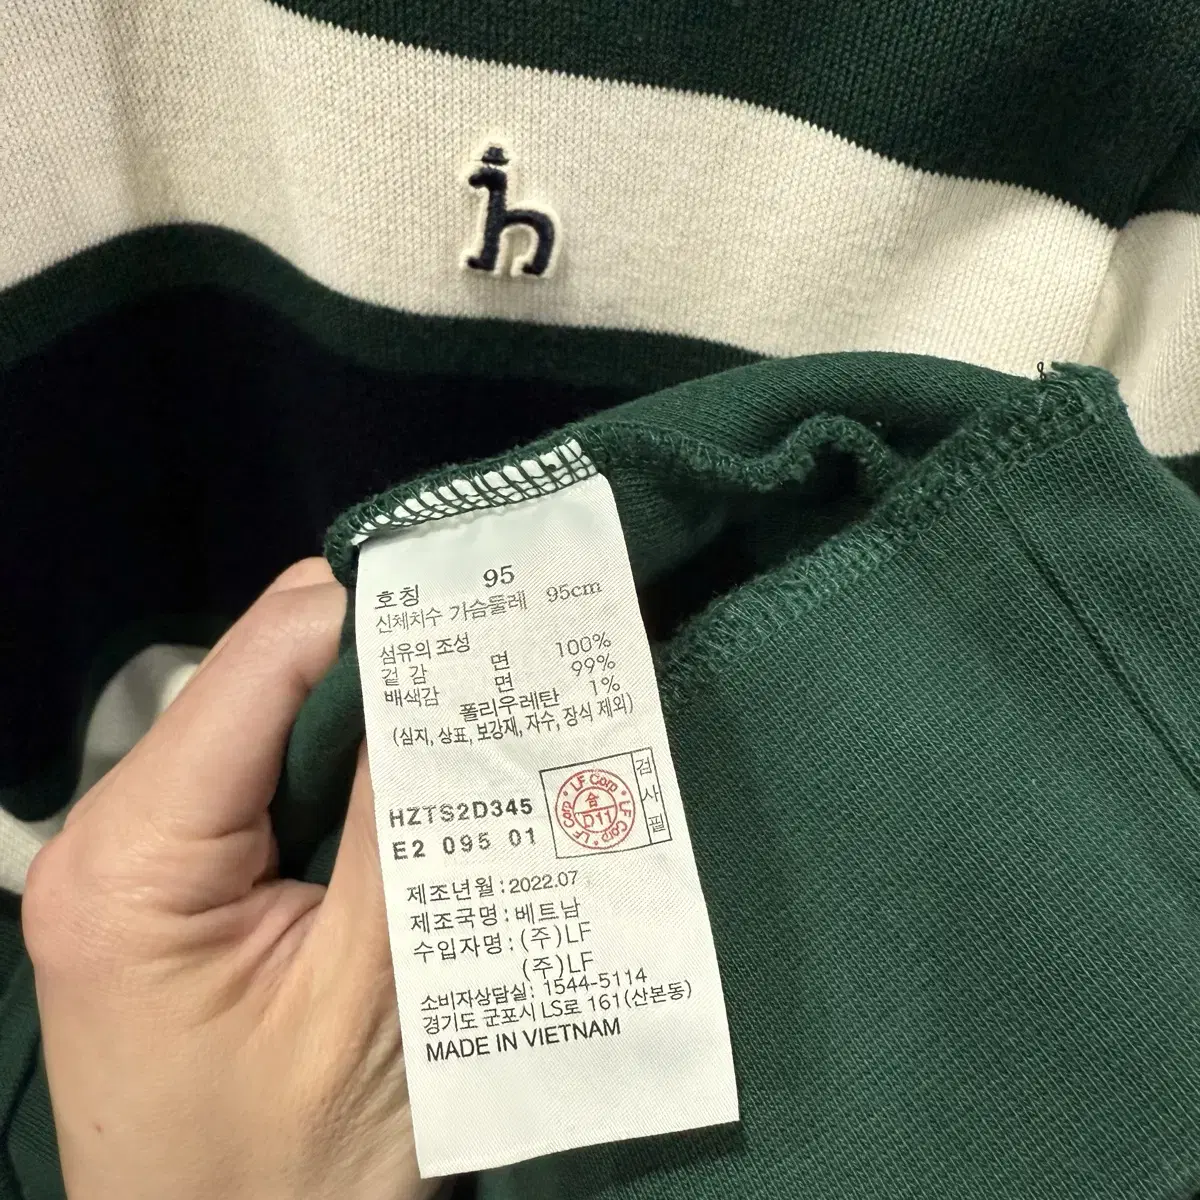 h
호칭 95
신체치수 가슴둘레 95cm
섬유의 조성
겉감 면 100%
배색감 면 99%
폴리우레탄 1%
(심지, 상표, 보강재, 자수, 장식 제외)
HZTS2D345
E2 095 01
LF Corp LF Corp LF Corp
合
D11
검사필
제조년월:2022.07
제조국명:베트남
수입자명:(주)LF
(주)LF
소비자상담실: 1544-5114
경기도 군포시 LS로 161(산본동)
MADE IN VIETNAM